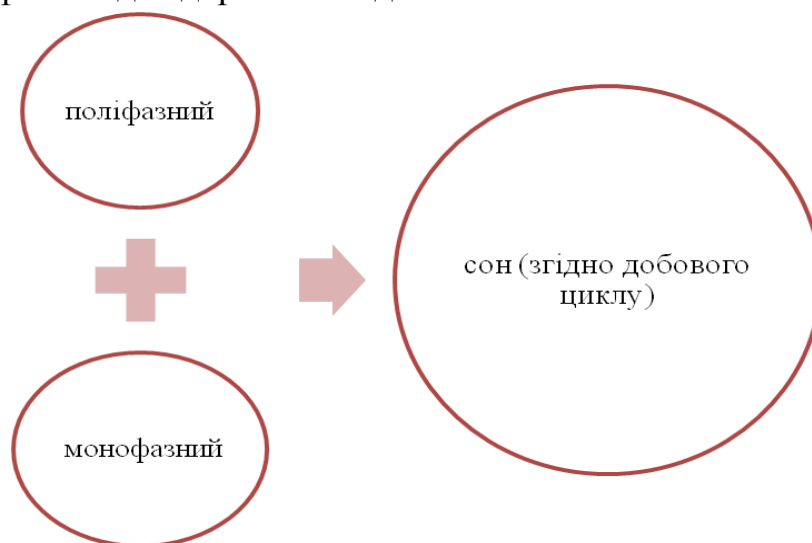 поліфазний
сон (згідно добового
циклу)
монофазний